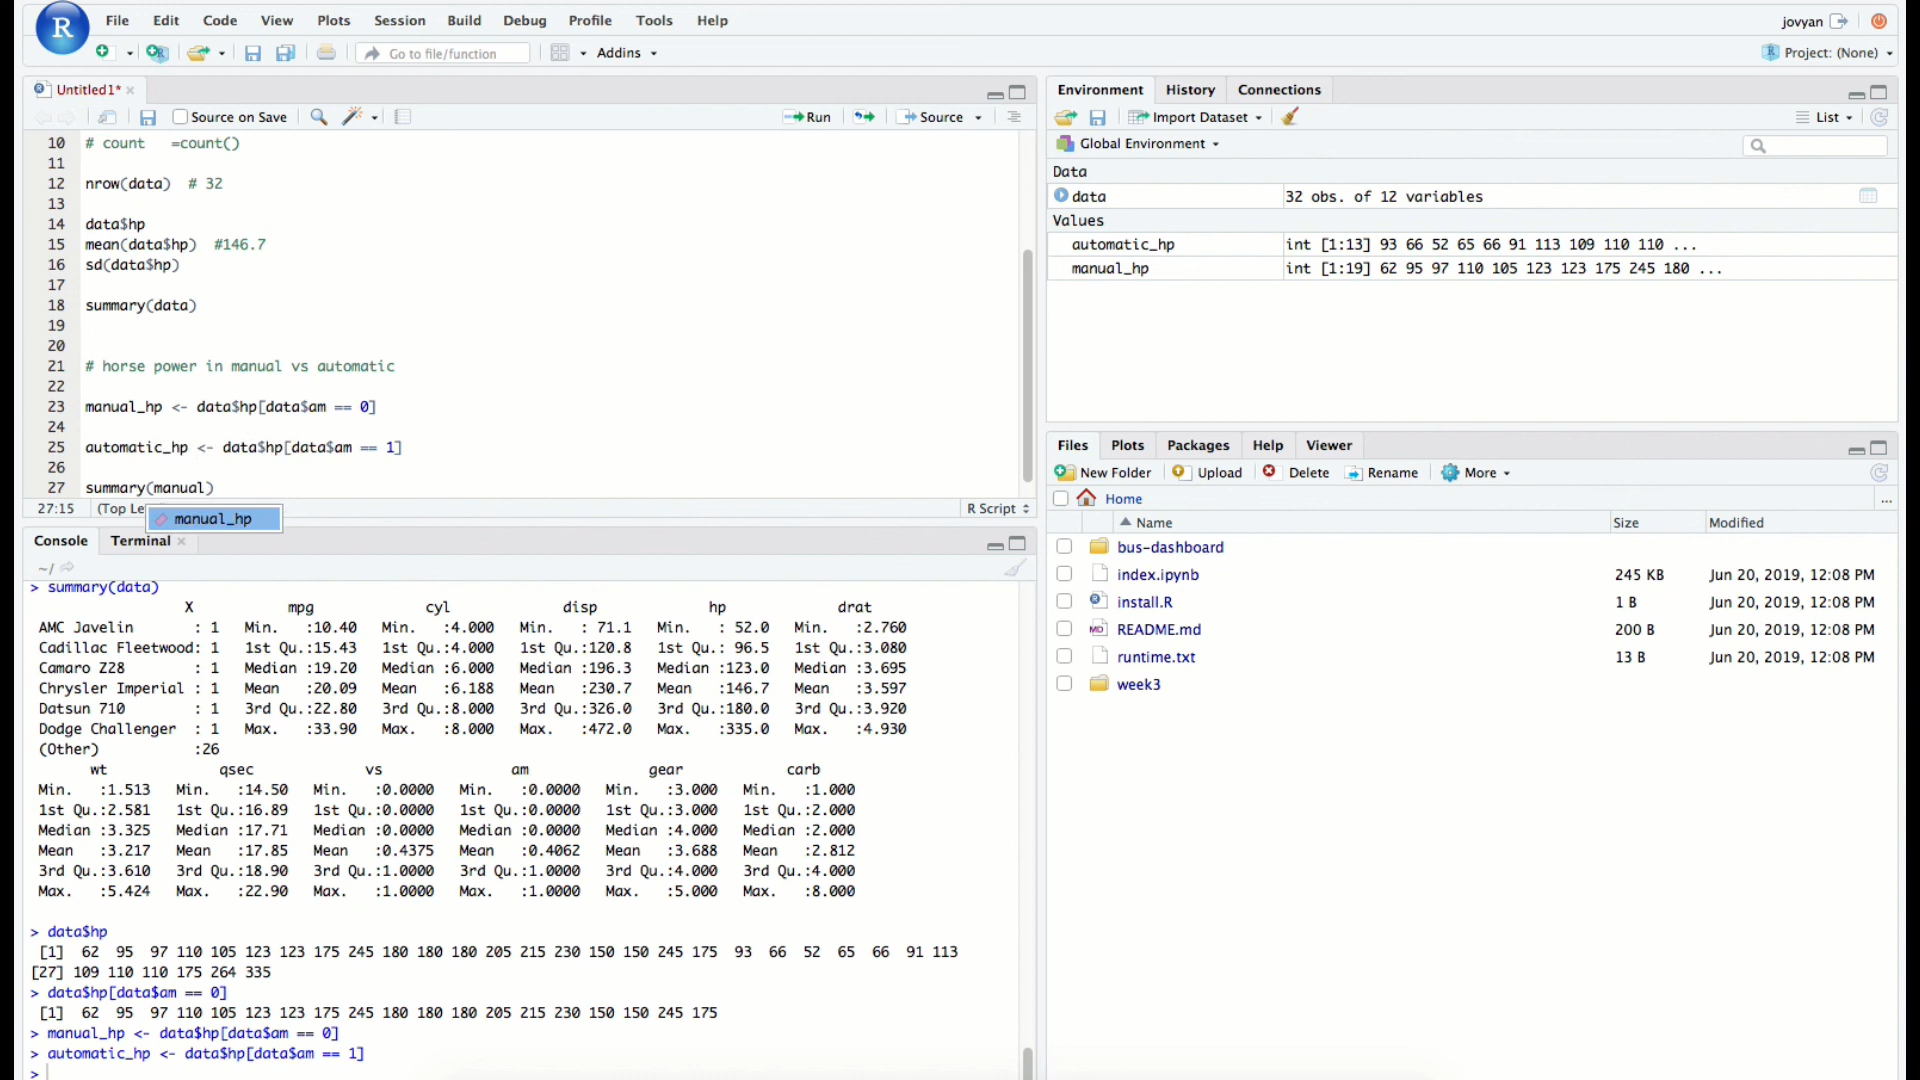 R
File Edit Code View Plots Session Build Debug Profile Tools Help
jovyan
Go to file/function
Addins
Project: (None)
Untitled1*
Source on Save
Run
Source
10 # count   =count()
11
12 nrow(data)  # 32
13
14 data$hp
15 mean(data$hp)  #146.7
16 sd(data$hp)
17
18 summary(data)
19
20
21 # horse power in manual vs automatic
22
23 manual_hp <- data$hp[data$am == 0]
24
25 automatic_hp <- data$hp[data$am == 1]
26
27 summary(manual)
27:15 (Top Le
manual_hp
R Script
Console Terminal
~/
> summary(data)
X mpg cyl disp hp drat
AMC Javelin : 1 Min. :10.40 Min. :4.000 Min. : 71.1 Min. : 52.0 Min. :2.760
Cadillac Fleetwood: 1 1st Qu.:15.43 1st Qu.:4.000 1st Qu.:120.8 1st Qu.: 96.5 1st Qu.:3.080
Camaro Z28 : 1 Median :19.20 Median :6.000 Median :196.3 Median :123.0 Median :3.695
Chrysler Imperial : 1 Mean :20.09 Mean :6.188 Mean :230.7 Mean :146.7 Mean :3.597
Datsun 710 : 1 3rd Qu.:22.80 3rd Qu.:8.000 3rd Qu.:326.0 3rd Qu.:180.0 3rd Qu.:3.920
Dodge Challenger : 1 Max. :33.90 Max. :8.000 Max. :472.0 Max. :335.0 Max. :4.930
(Other) :26
wt qsec vs am gear carb
Min. :1.513 Min. :14.50 Min. :0.0000 Min. :0.0000 Min. :3.000 Min. :1.000
1st Qu.:2.581 1st Qu.:16.89 1st Qu.:0.0000 1st Qu.:0.0000 1st Qu.:3.000 1st Qu.:2.000
Median :3.325 Median :17.71 Median :0.0000 Median :0.0000 Median :4.000 Median :2.000
Mean :3.217 Mean :17.85 Mean :0.4375 Mean :0.4062 Mean :3.688 Mean :2.812
3rd Qu.:3.610 3rd Qu.:18.90 3rd Qu.:1.0000 3rd Qu.:1.0000 3rd Qu.:4.000 3rd Qu.:4.000
Max. :5.424 Max. :22.90 Max. :1.0000 Max. :1.0000 Max. :5.000 Max. :8.000
> data$hp
[1] 62 95 97 110 105 123 123 175 245 180 180 180 205 215 230 150 150 245 175 93 66 52 65 66 91 113
[27] 109 110 110 175 264 335
> data$hp[data$am == 0]
[1] 62 95 97 110 105 123 123 175 245 180 180 180 205 215 230 150 150 245 175
> manual_hp <- data$hp[data$am == 0]
> automatic_hp <- data$hp[data$am == 1]
>
Environment History Connections
Import Dataset
List
Global Environment
Data
data 32 obs. of 12 variables
Values
automatic_hp int [1:13] 93 66 52 65 66 91 113 109 110 110 ...
manual_hp int [1:19] 62 95 97 110 105 123 123 175 245 180 ...
Files Plots Packages Help Viewer
New Folder Upload Delete Rename More
Home ...
Name Size Modified
bus-dashboard
index.ipynb 245 KB Jun 20, 2019, 12:08 PM
install.R 1 B Jun 20, 2019, 12:08 PM
MD README.md 200 B Jun 20, 2019, 12:08 PM
runtime.txt 13 B Jun 20, 2019, 12:08 PM
week3